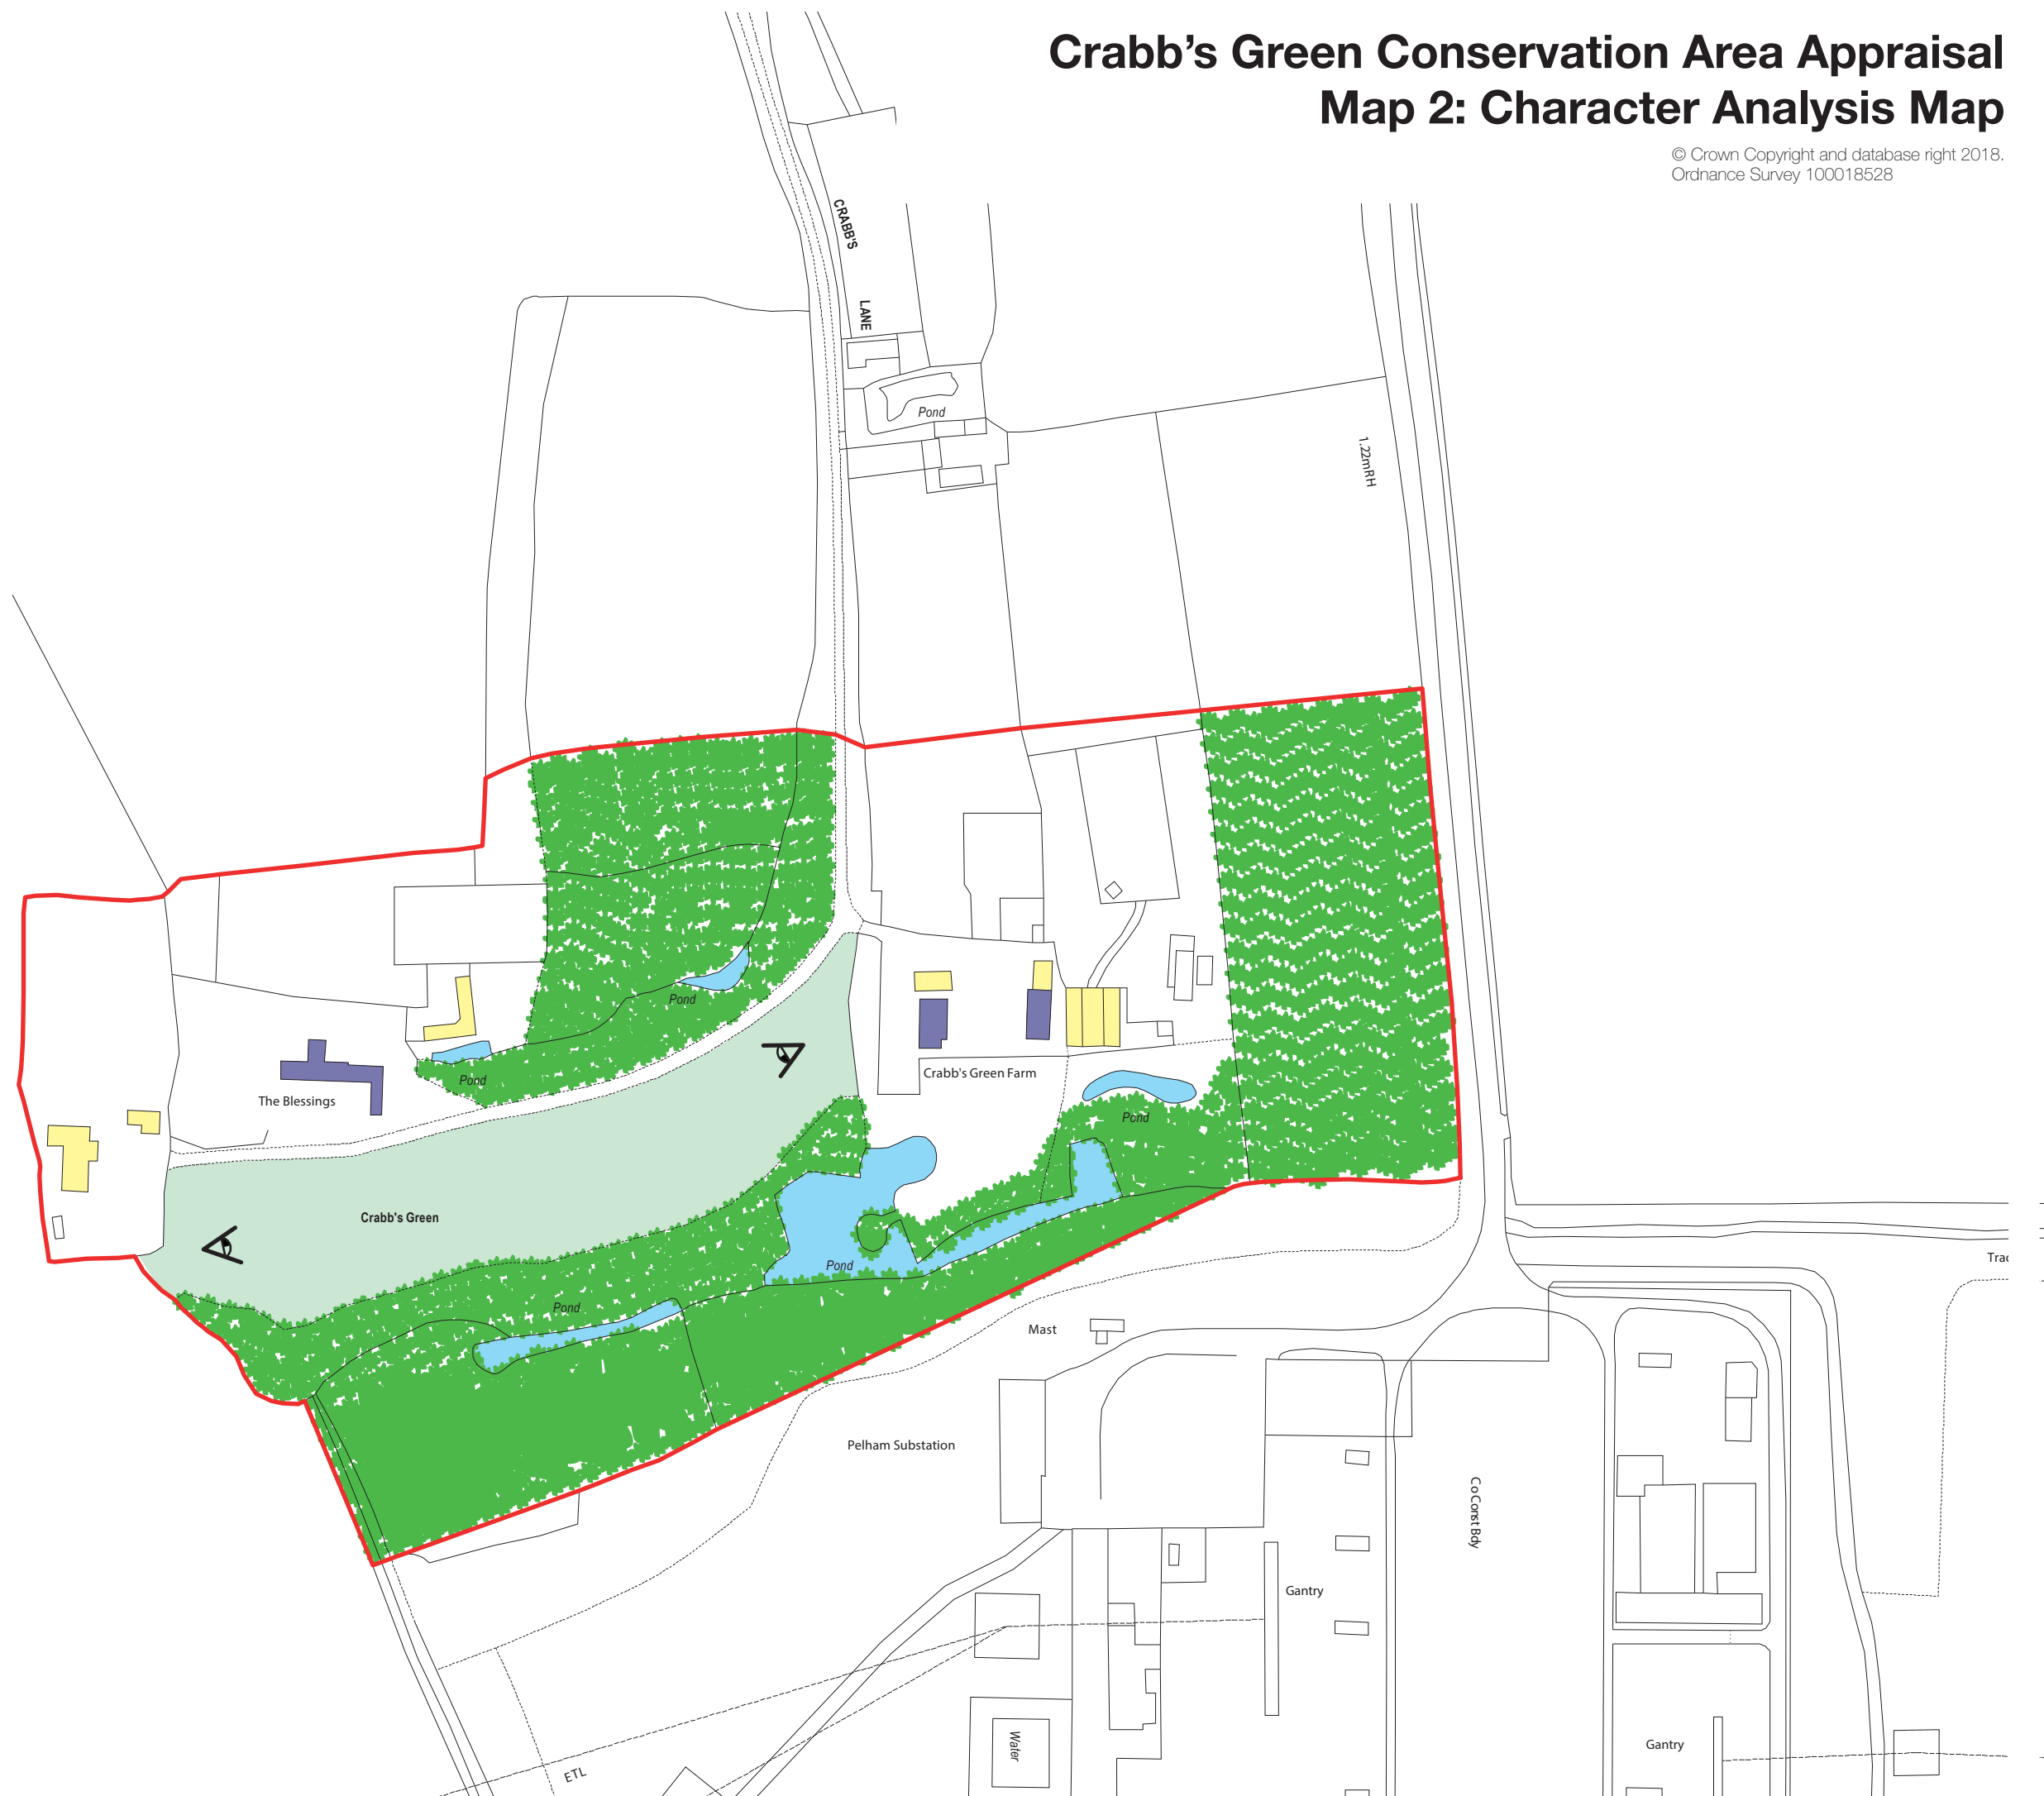 Crabb’s Green Conservation Area Appraisal
Map 2: Character Analysis Map
© Crown Copyright and database right 2018.
Ordnance Survey 100018528
CRABB'S
LANE
Pond
1.22mRH
Pond
Pond
The Blessings
Crabb's Green Farm
Pond
Crabb's Green
Pond
Pond
Trac
Mast
Pelham Substation
Co Const Bdy
Gantry
Water
Gantry
ETL